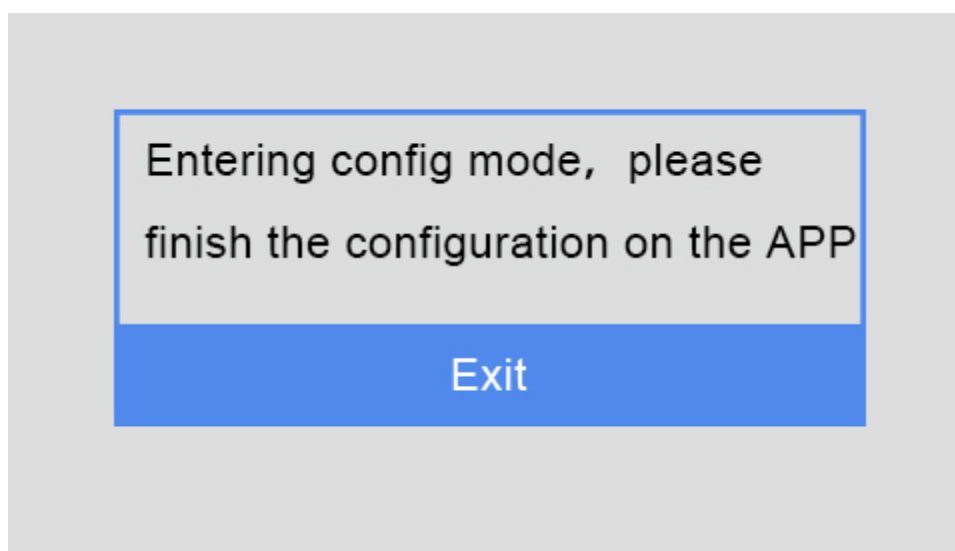 Entering config mode,  please
finish the configuration on the APP
Exit